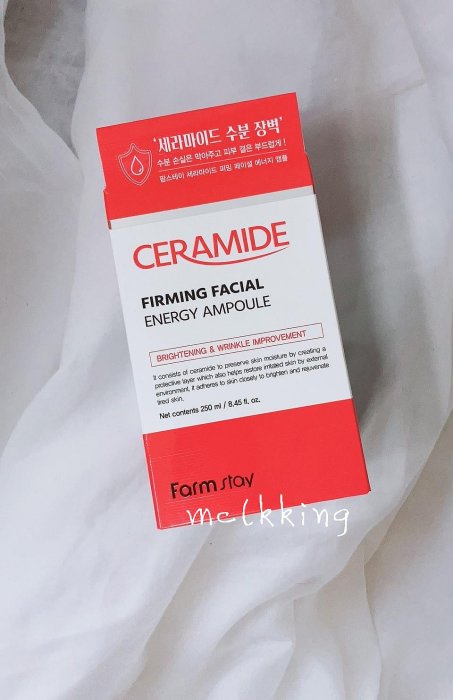 '세라마이드 수분 장벽'
수분 손실은 막아주고 피부 결은 부드럽게 !
팜스테이 세라마이드 퍼밍 페이셜 에너지 앰플
CERAMIDE
FIRMING FACIAL
ENERGY AMPOULE
BRIGHTENING & WRINKLE IMPROVEMENT
It consists of ceramide to preserve skin moisture by creating a
protective layer which also helps restore irritated skin by external
environment, it adheres to skin closely to brighten and rejuvenate
tired skin.
Net contents 250 ml / 8.45 fl. oz.
Farm stay
mclkking